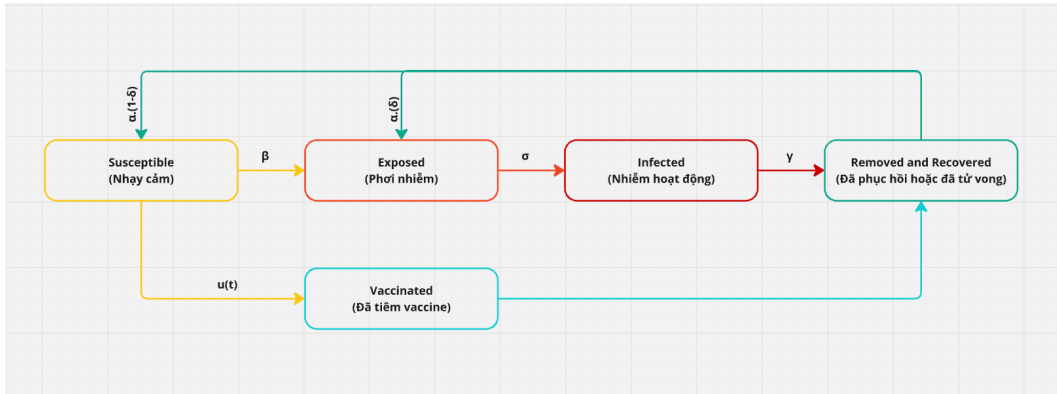 α.(1-δ)
α.(δ)
Susceptible
(Nhạy cảm)
β
Exposed
(Phơi nhiễm)
σ
Infected
(Nhiễm hoạt động)
γ
Removed and Recovered
(Đã phục hồi hoặc đã tử vong)
u(t)
Vaccinated
(Đã tiêm vaccine)